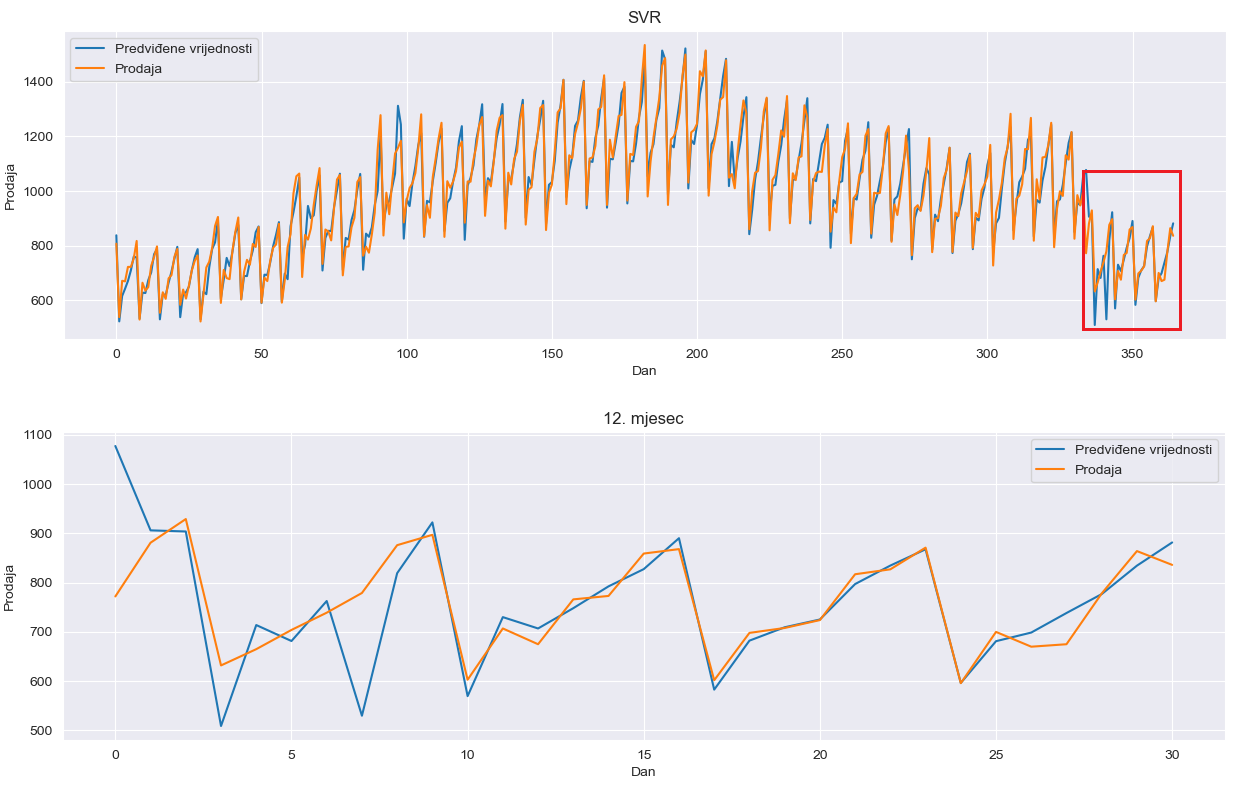 SVR
Predviđene vrijednosti
Prodaja
Prodaja
1400
1200
1000
800
600
0 50 100 150 200 250 300 350
Dan
12. mjesec
Predviđene vrijednosti
Prodaja
Prodaja
1100
1000
900
800
700
600
500
0 5 10 15 20 25 30
Dan